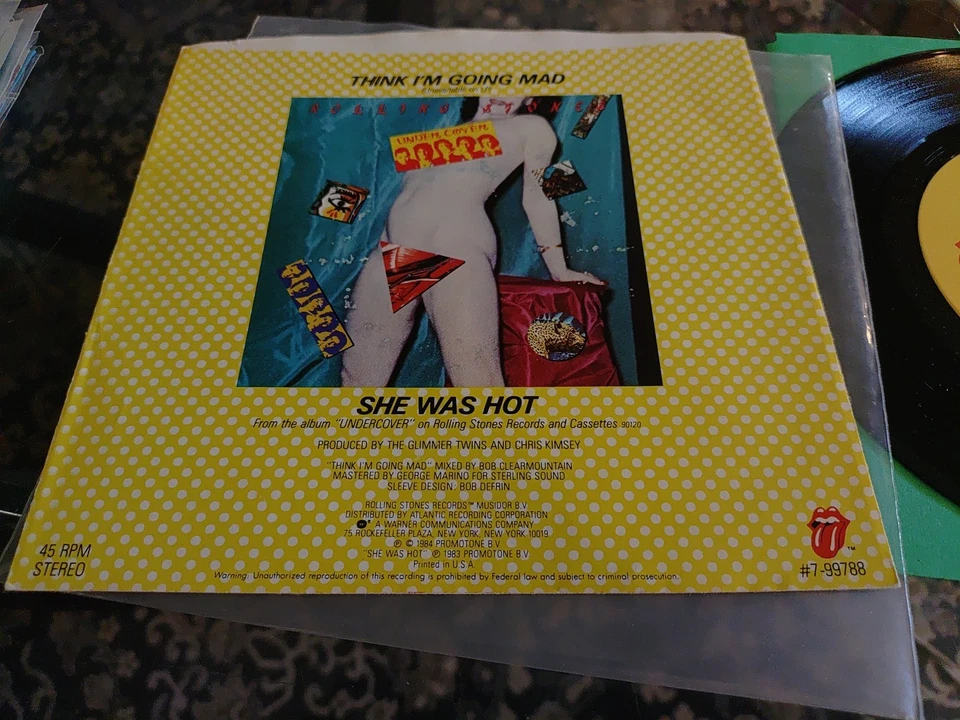 THINK I'M GOING MAD
ROLLING STONES
UNDERCOVER
SHE WAS HOT
From the album "UNDERCOVER" on Rolling Stones Records and Cassettes 90120
PRODUCED BY THE GLIMMER TWINS AND CHRIS KIMSEY
"THINK I'M GOING MAD" MIXED BY BOB CLEARMOUNTAIN
MASTERED BY GEORGE MARINO FOR STERLING SOUND
SLEEVE DESIGN: BOB DEFRIN
ROLLING STONES RECORDS™ MUSIDOR B.V.
DISTRIBUTED BY ATLANTIC RECORDING CORPORATION
A WARNER COMMUNICATIONS COMPANY
75 ROCKEFELLER PLAZA, NEW YORK, NEW YORK 10019
℗ © 1984 PROMOTONE B.V.
"SHE WAS HOT" ℗ 1983 PROMOTONE B.V.
Printed in U.S.A.
Warning: Unauthorized reproduction of this recording is prohibited by Federal law and subject to criminal prosecution.
45 RPM
STEREO
™
#7-99788